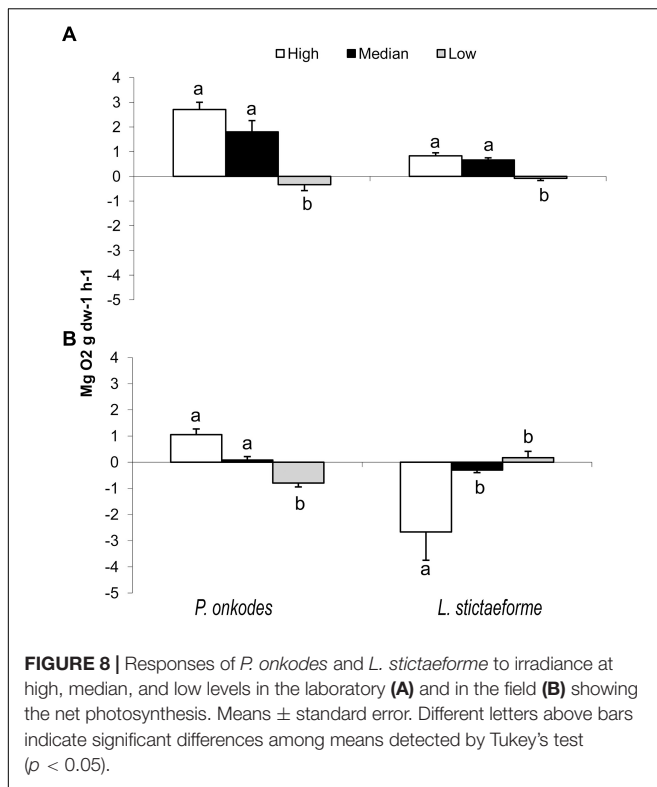 A
High Median Low
4
3
2
1
0
-1
-2
-3
-4
-5
a a b a a b
Mg O2 g dw-1 h-1
B
4
3
2
1
0
-1
-2
-3
-4
-5
a a b a b b
P. onkodes L. stictaeforme
FIGURE 8 | Responses of P. onkodes and L. stictaeforme to irradiance at
high, median, and low levels in the laboratory (A) and in the field (B) showing
the net photosynthesis. Means ± standard error. Different letters above bars
indicate significant differences among means detected by Tukey's test
(p < 0.05).